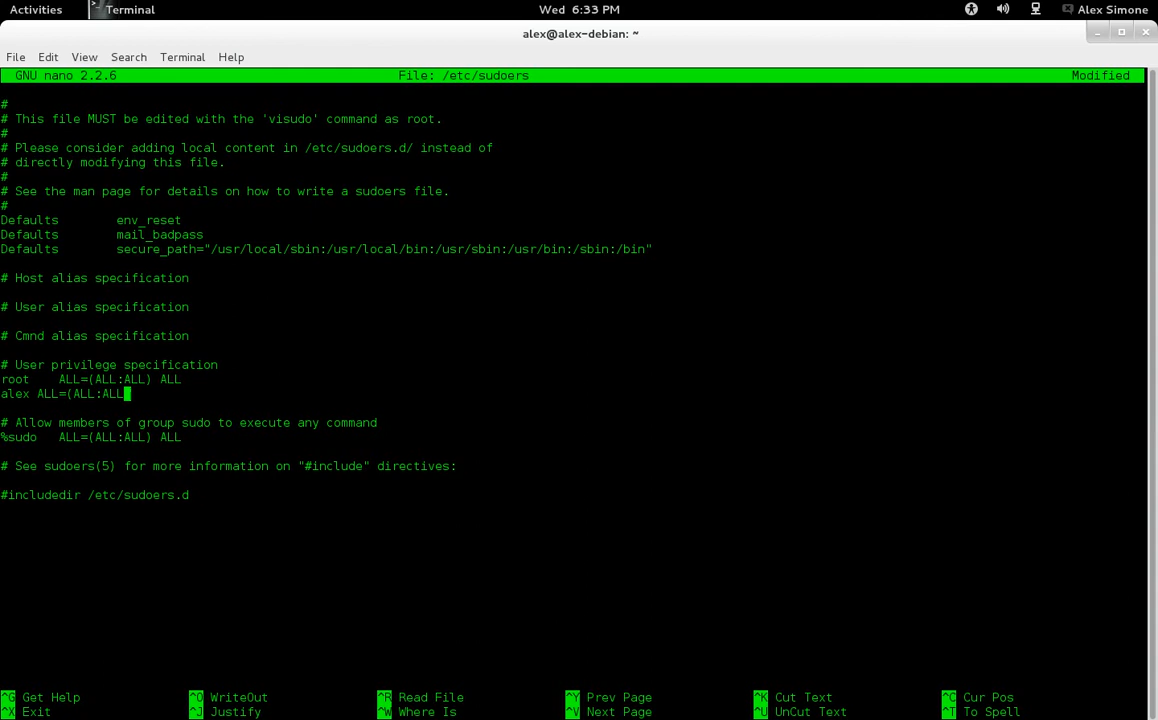 Activities Terminal Wed 6:33 PM Alex Simone
alex@alex-debian: ~
File Edit View Search Terminal Help
GNU nano 2.2.6 File: /etc/sudoers Modified
#
# This file MUST be edited with the 'visudo' command as root.
#
# Please consider adding local content in /etc/sudoers.d/ instead of
# directly modifying this file.
#
# See the man page for details on how to write a sudoers file.
#
Defaults env_reset
Defaults mail_badpass
Defaults secure_path="/usr/local/sbin:/usr/local/bin:/usr/sbin:/usr/bin:/sbin:/bin"
# Host alias specification
# User alias specification
# Cmnd alias specification
# User privilege specification
root ALL=(ALL:ALL) ALL
alex ALL=(ALL:ALL
# Allow members of group sudo to execute any command
%sudo ALL=(ALL:ALL) ALL
# See sudoers(5) for more information on "#include" directives:
#includedir /etc/sudoers.d
^G Get Help ^O WriteOut ^R Read File ^Y Prev Page ^K Cut Text ^C Cur Pos
^X Exit ^J Justify ^W Where Is ^V Next Page ^U UnCut Text ^T To Spell